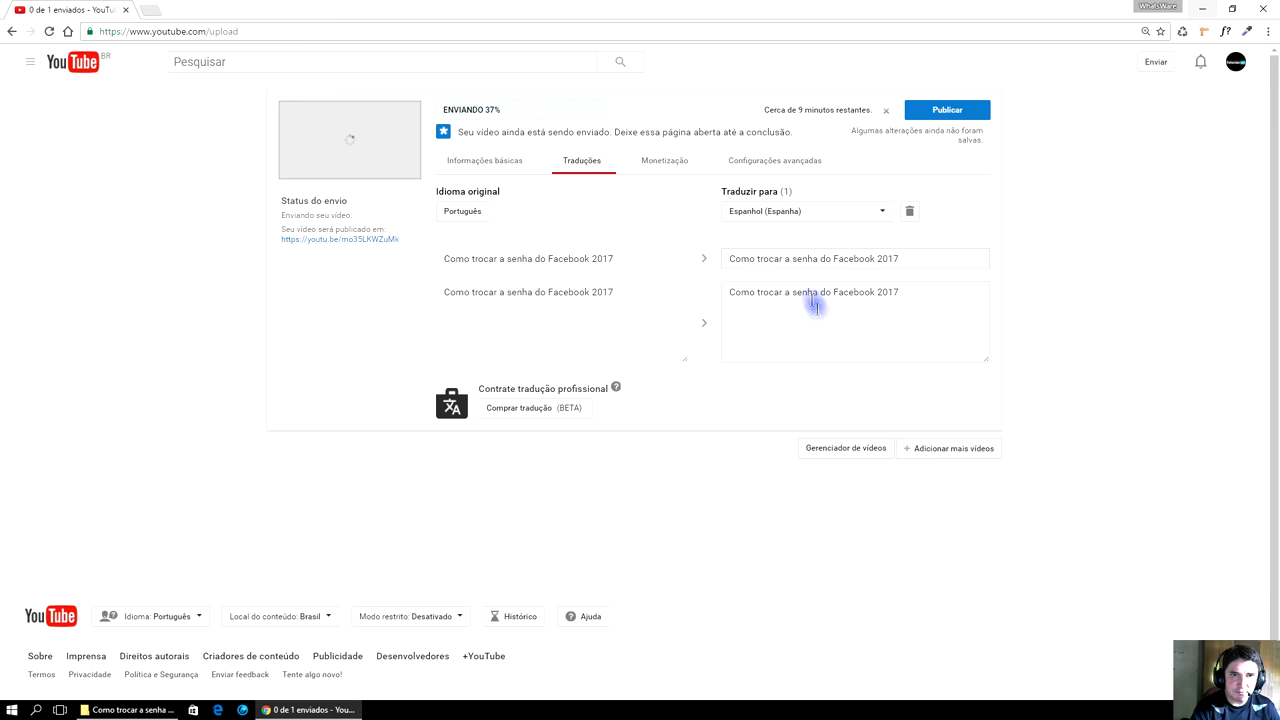 0 de 1 enviados - YouTu
WhatsWare
https://www.youtube.com/upload
YouTube BR
Pesquisar
Enviar
ENVIANDO 37%
Cerca de 9 minutos restantes.
Publicar
Seu vídeo ainda está sendo enviado. Deixe essa página aberta até a conclusão.
Algumas alterações ainda não foram
salvas.
Informações básicas
Traduções
Monetização
Configurações avançadas
Status do envio
Enviando seu vídeo.
Seu vídeo será publicado em:
https://youtu.be/mo35LKWZuMk
Idioma original
Traduzir para (1)
Português
Espanhol (Espanha)
Como trocar a senha do Facebook 2017
Como trocar a senha do Facebook 2017
Como trocar a senha do Facebook 2017
Como trocar a senha do Facebook 2017
Contrate tradução profissional ?
Comprar tradução (BETA)
Gerenciador de vídeos
+ Adicionar mais vídeos
YouTube
Idioma: Português
Local do conteúdo: Brasil
Modo restrito: Desativado
Histórico
Ajuda
Sobre
Imprensa
Direitos autorais
Criadores de conteúdo
Publicidade
Desenvolvedores
+YouTube
Termos
Privacidade
Política e Segurança
Enviar feedback
Tente algo novo!
Como trocar a senha ...
0 de 1 enviados - You...